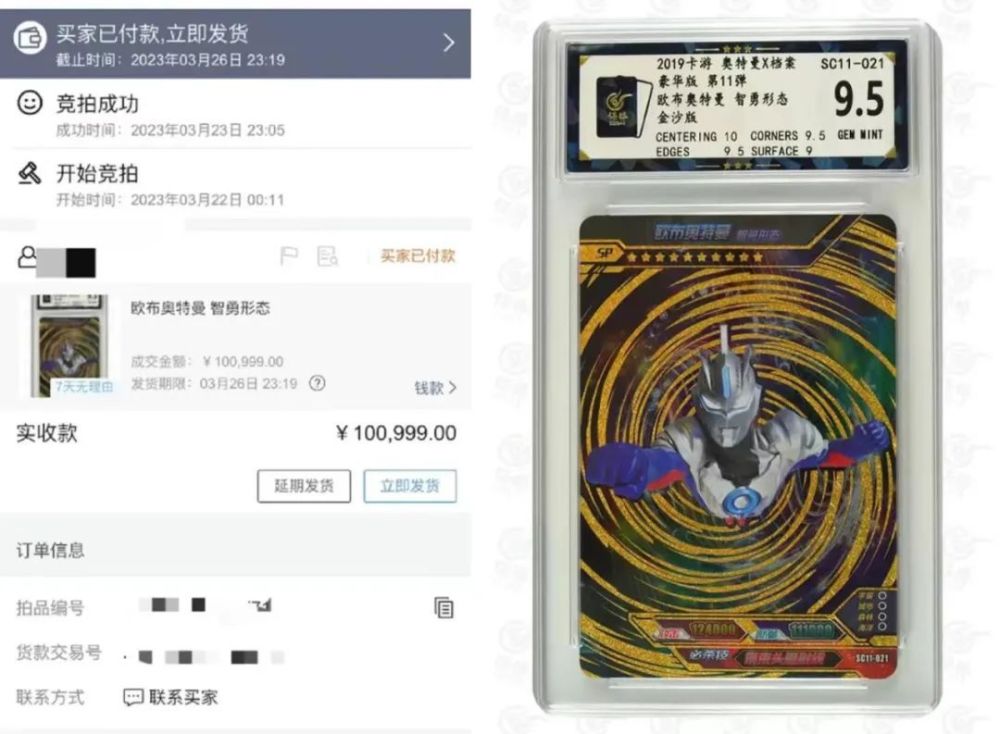 买家已付款,立即发货
截止时间：2023年03月26日 23:19
竞拍成功
成功时间：2023年03月23日 23:05
开始竞拍
开始时间：2023年03月22日 00:11
买家已付款
欧布奥特曼 智勇形态
成交金额：￥100,999.00
发货期限：03月26日 23:19
7天无理由
钱款
实收款
￥100,999.00
延期发货
立即发货
订单信息
拍品编号
货款交易号
联系方式
联系买家
2019卡游 奥特曼X档案 SC11-021
豪华版 第11弹
欧布奥特曼 智勇形态
金沙版
9.5
CENTERING 10 CORNERS 9.5 GEM MINT
EDGES 9 5 SURFACE 9
欧布奥特曼 智勇形态
SP
124000
111000
必杀技
SC11-021